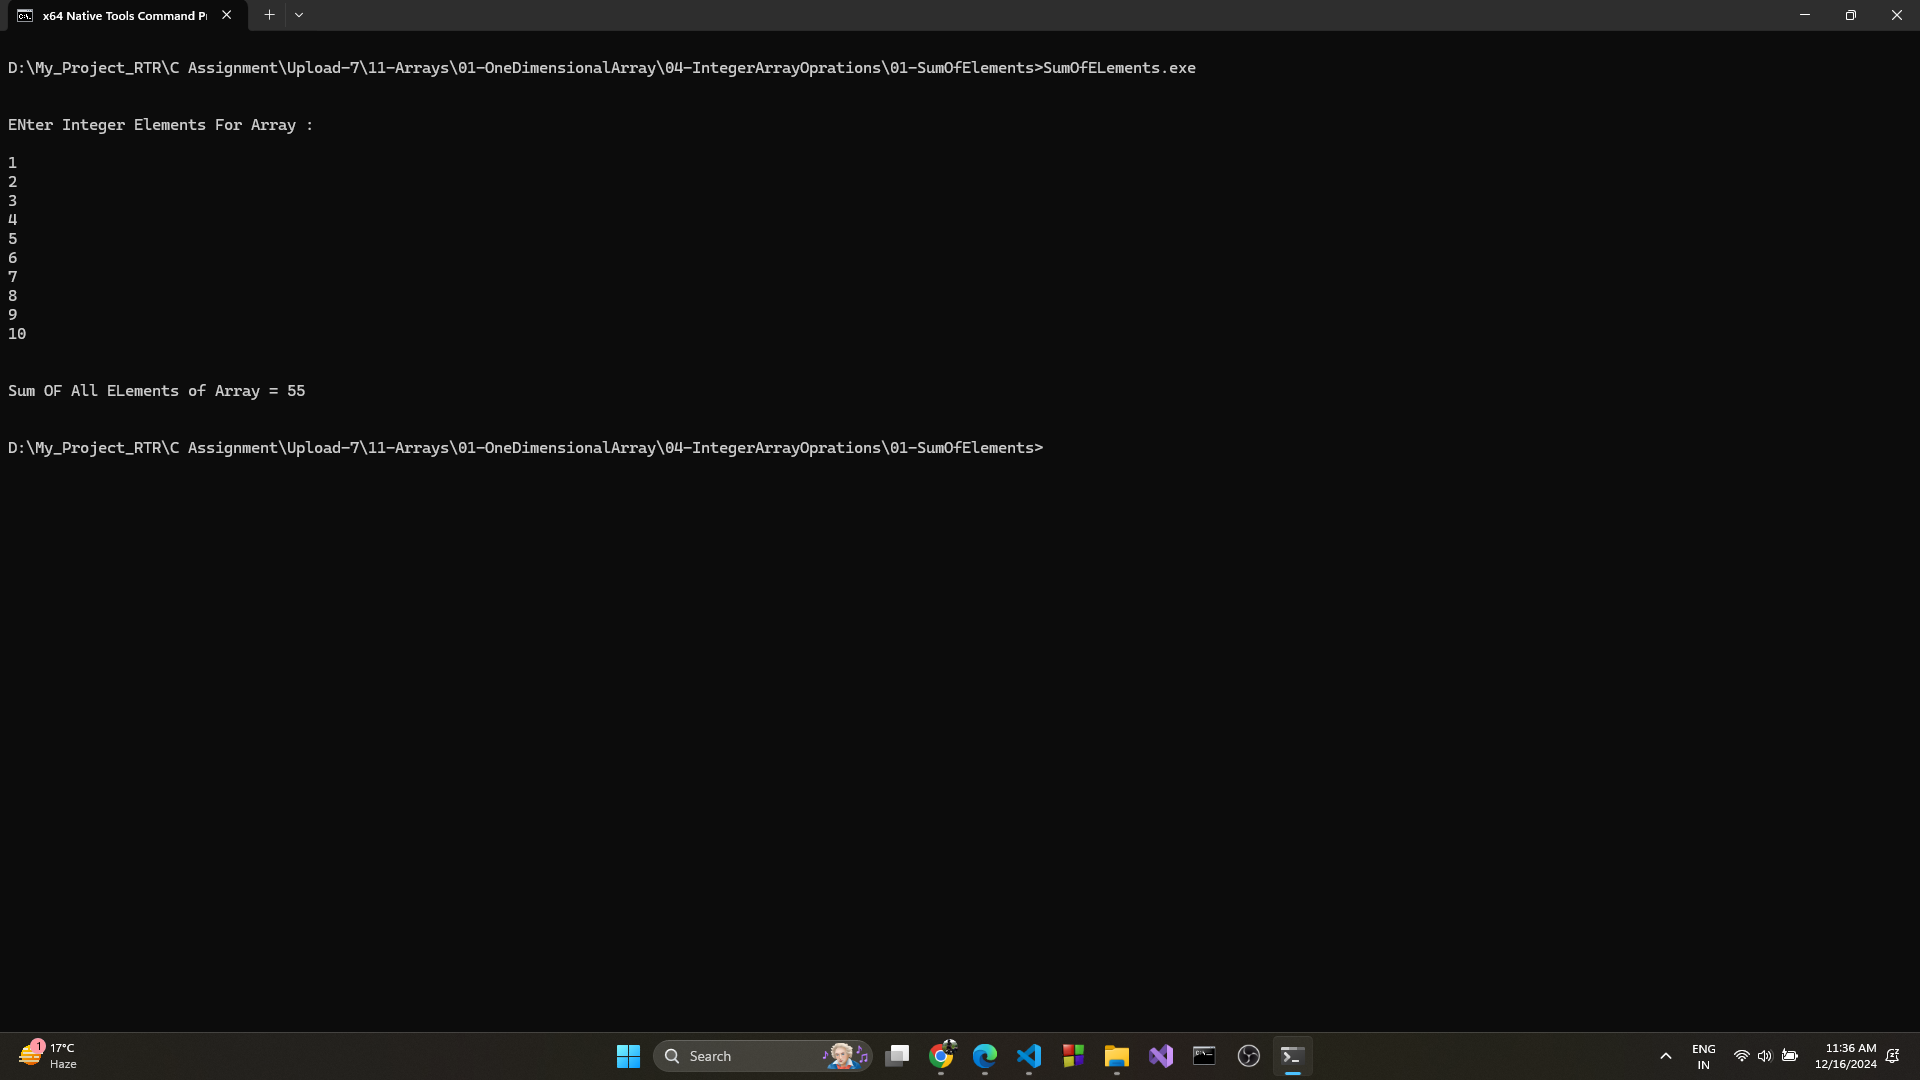 x64 Native Tools Command P
D:\My_Project_RTR\C Assignment\Upload-7\11-Arrays\01-OneDimensionalArray\04-IntegerArrayOprations\01-SumOfElements>SumOfELements.exe
ENter Integer Elements For Array :
1
2
3
4
5
6
7
8
9
10
Sum OF All ELements of Array = 55
D:\My_Project_RTR\C Assignment\Upload-7\11-Arrays\01-OneDimensionalArray\04-IntegerArrayOprations\01-SumOfElements>
1
17°C
Haze
Search
ENG
IN
11:36 AM
12/16/2024